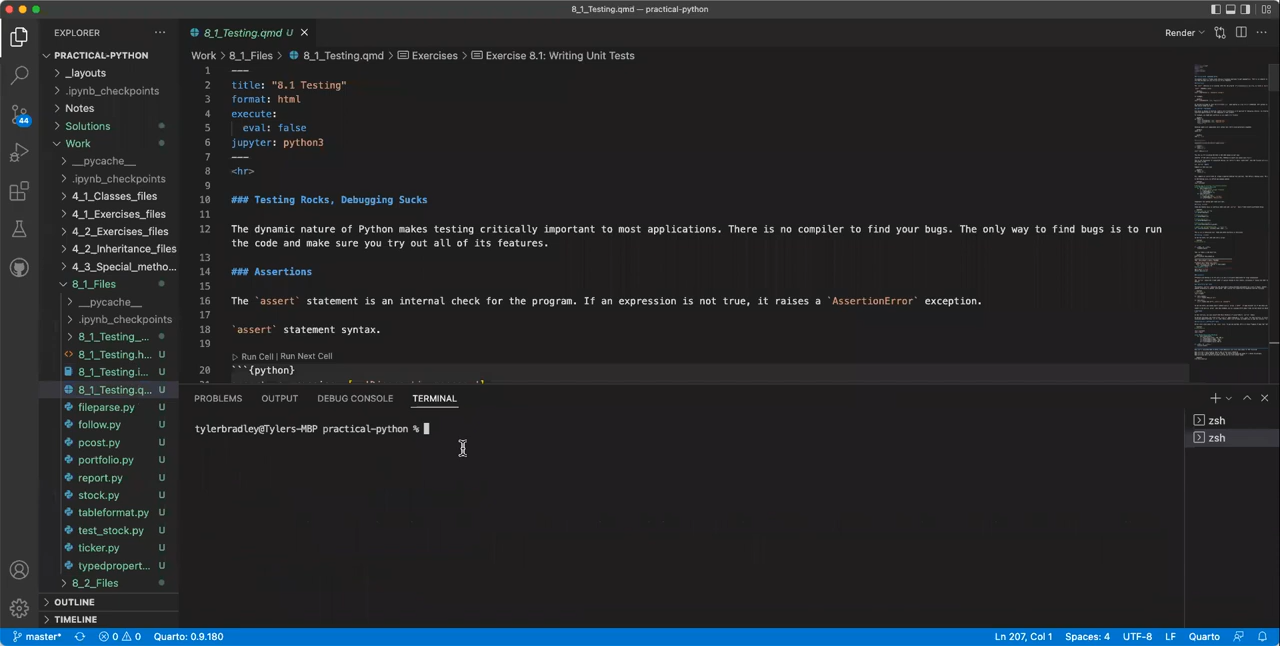 8_1_Testing.qmd — practical-python
EXPLORER
PRACTICAL-PYTHON
_layouts
.ipynb_checkpoints
Notes
44
Solutions
Work
__pycache__
.ipynb_checkpoints
4_1_Classes_files
4_1_Exercises_files
4_2_Exercises_files
4_2_Inheritance_files
4_3_Special_metho...
8_1_Files
__pycache__
.ipynb_checkpoints
8_1_Testing_...
8_1_Testing.h... U
8_1_Testing.i... U
8_1_Testing.q... U
fileparse.py U
follow.py U
pcost.py U
portfolio.py U
report.py U
stock.py U
tableformat.py U
test_stock.py U
ticker.py U
typedpropert... U
8_2_Files
OUTLINE
TIMELINE
8_1_Testing.qmd U
Render
Work > 8_1_Files > 8_1_Testing.qmd > Exercises > Exercise 8.1: Writing Unit Tests
1 ---
2 title: "8.1 Testing"
3 format: html
4 execute:
5 eval: false
6 jupyter: python3
7 ---
8 <hr>
9
10 ### Testing Rocks, Debugging Sucks
11
12 The dynamic nature of Python makes testing critically important to most applications. There is no compiler to find your bugs. The only way to find bugs is to run
the code and make sure you try out all of its features.
13
14 ### Assertions
15
16 The `assert` statement is an internal check for the program. If an expression is not true, it raises a `AssertionError` exception.
17
18 `assert` statement syntax.
19
Run Cell | Run Next Cell
20 ```{python}
PROBLEMS OUTPUT DEBUG CONSOLE TERMINAL
tylerbradley@Tylers-MBP practical-python %
zsh
zsh
master* 0 0 Quarto: 0.9.180 Ln 207, Col 1 Spaces: 4 UTF-8 LF Quarto